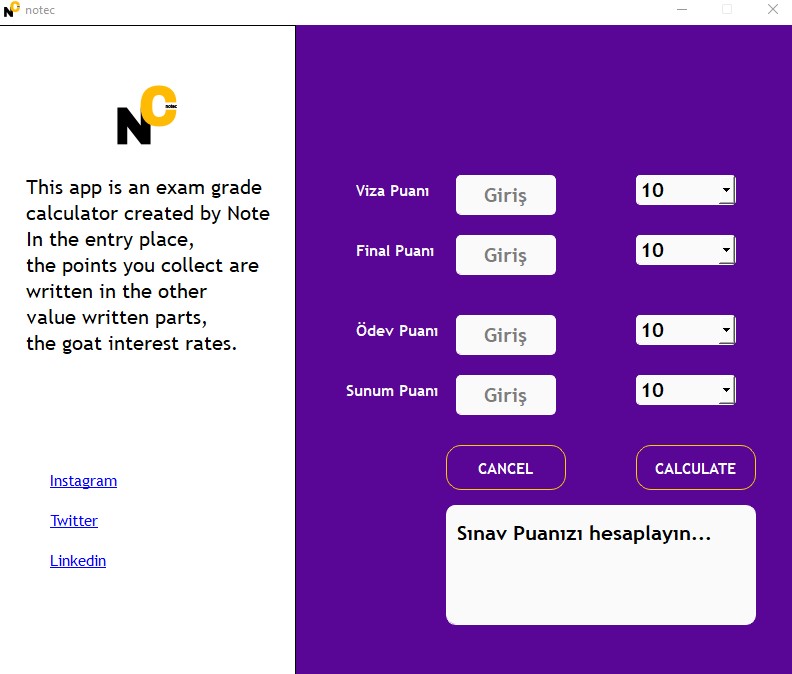 notec
NC
notec
This app is an exam grade
calculator created by Note
In the entry place,
the points you collect are
written in the other
value written parts,
the goat interest rates.
Instagram
Twitter
Linkedin
Viza Puanı Giriş 10
Final Puanı Giriş 10
Ödev Puanı Giriş 10
Sunum Puanı Giriş 10
CANCEL CALCULATE
Sınav Puanızı hesaplayın...